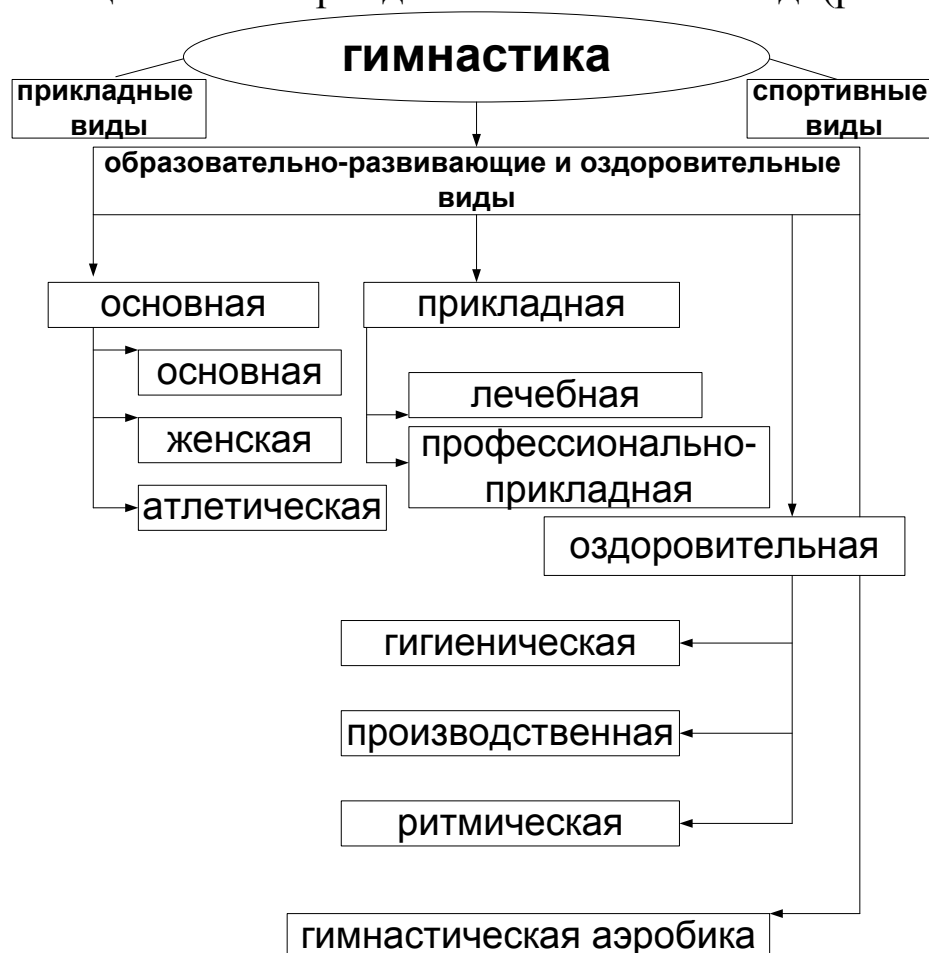 гимнастика
прикладные
виды
спортивные
виды
образовательно-развивающие и оздоровительные
виды
основная
прикладная
основная
женская
атлетическая
лечебная
профессионально-
прикладная
оздоровительная
гигиеническая
производственная
ритмическая
гимнастическая аэробика